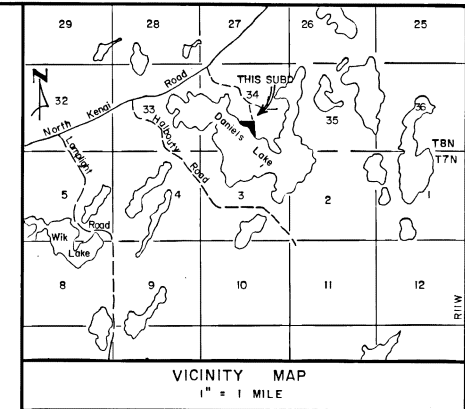 29 28 27 26 25
N
THIS SUBD
32 33 34 35 36
North Kenai Road
Daniels Lake
Halbouty Road
Lamplight Road
T8N
T7N
5 4 3 2 1
Wik Lake
8 9 10 11 12
R11W
VICINITY MAP
1" = 1 MILE